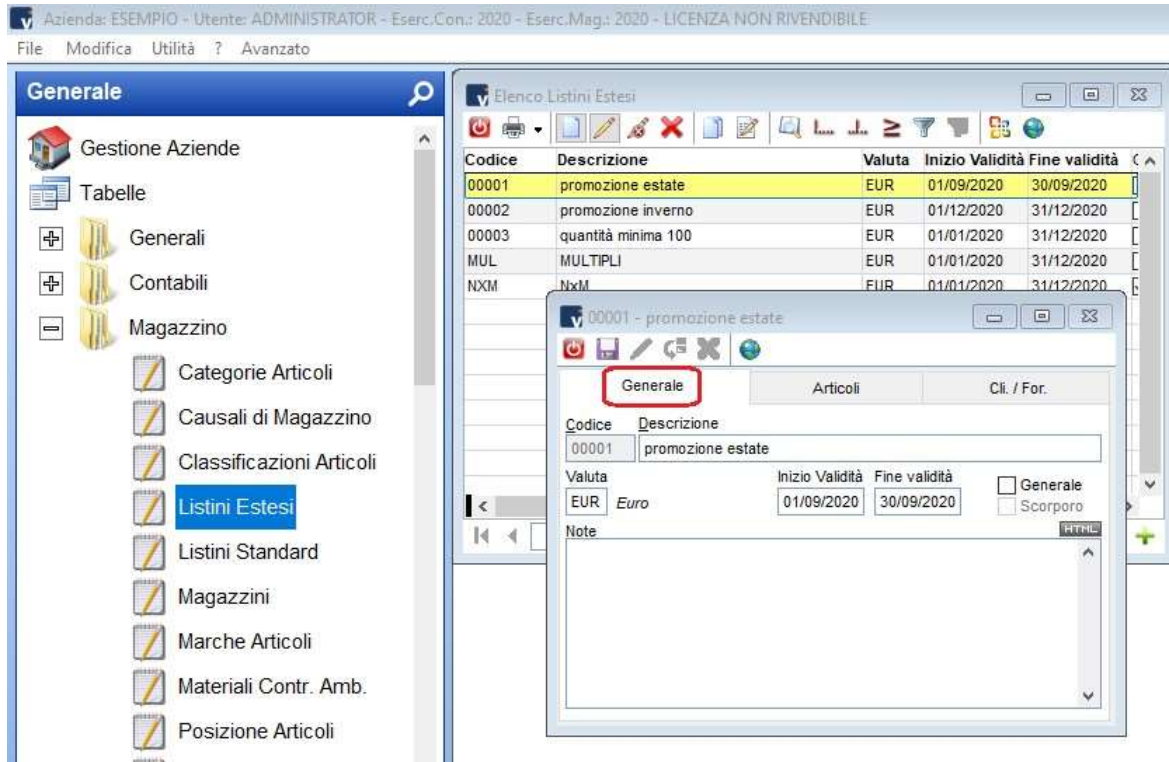 Azienda: ESEMPIO - Utente: ADMINISTRATOR - Eserc.Con.: 2020 - Eserc.Mag.: 2020 - LICENZA NON RIVENDIBILE
File Modifica Utilità ? Avanzato
Generale
Gestione Aziende
Tabelle
Generali
Contabili
Magazzino
Categorie Articoli
Causali di Magazzino
Classificazioni Articoli
Listini Estesi
Listini Standard
Magazzini
Marche Articoli
Materiali Contr. Amb.
Posizione Articoli
Elenco Listini Estesi
Codice Descrizione Valuta Inizio Validità Fine validità
00001 promozione estate EUR 01/09/2020 30/09/2020
00002 promozione inverno EUR 01/12/2020 31/12/2020
00003 quantità minima 100 EUR 01/01/2020 31/12/2020
MUL MULTIPLI EUR 01/01/2020 31/12/2020
NXM NxM EUR 01/01/2020 31/12/2020
00001 - promozione estate
Generale Articoli Cli. / For.
Codice Descrizione
00001 promozione estate
Valuta Inizio Validità Fine validità
EUR Euro 01/09/2020 30/09/2020 Generale
Scorporo
Note HTML